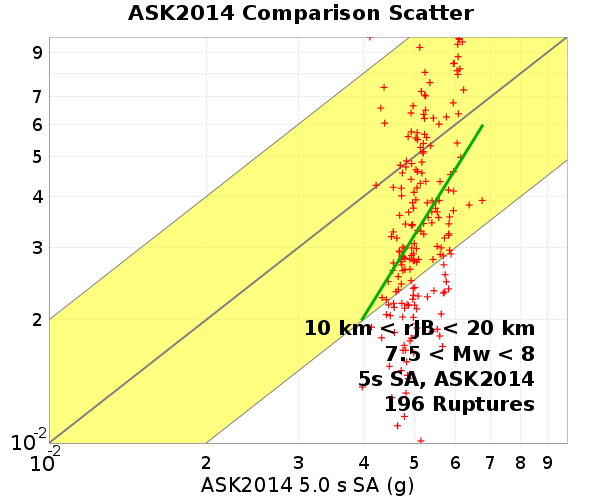 ASK2014 Comparison Scatter
9
7
6
5
4
3
2
10-2
10-2
2
3
4
5
6
7
8
9
10 km < rJB < 20 km
7.5 < Mw < 8
5s SA, ASK2014
196 Ruptures
ASK2014 5.0 s SA (g)